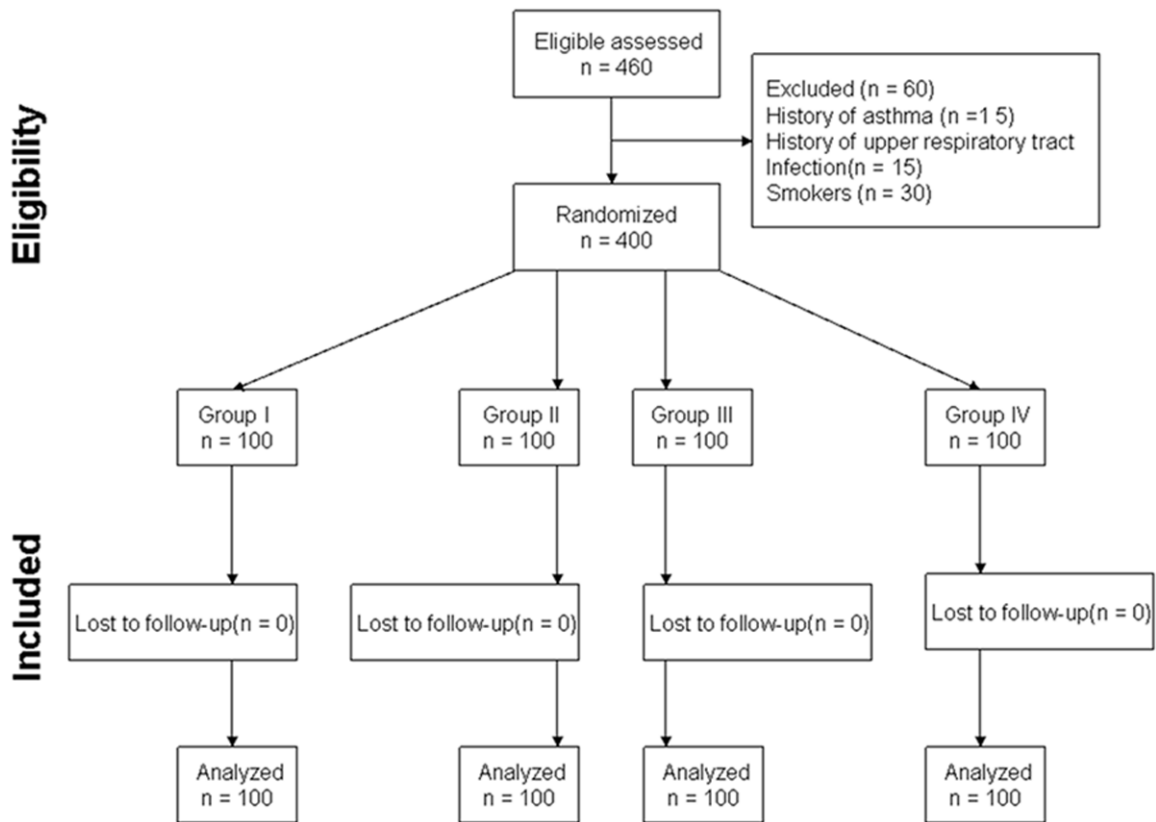 Eligibility
Eligible assessed
n = 460
Excluded (n = 60)
History of asthma (n =1 5)
History of upper respiratory tract
Infection(n = 15)
Smokers (n = 30)
Randomized
n = 400
Included
Group I
n = 100
Group II
n = 100
Group III
n = 100
Group IV
n = 100
Lost to follow-up(n = 0)
Lost to follow-up(n = 0)
Lost to follow-up(n = 0)
Lost to follow-up(n = 0)
Analyzed
n = 100
Analyzed
n = 100
Analyzed
n = 100
Analyzed
n = 100